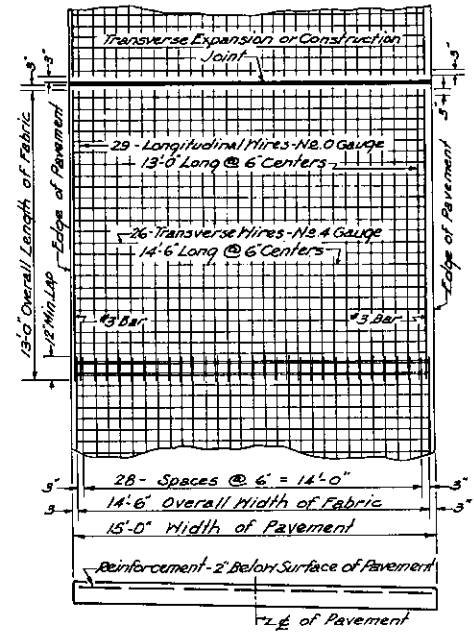 Transverse Expansion or Construction
Joint
3"
3"
3"
3"
29-Longitudinal Wires-No.0 Gauge
13'-0" Long @ 6" Centers
26-Transverse Wires-No.4 Gauge
14'-6" Long @ 6" Centers
13'-0" Overall Length of Fabric
Edge of Pavement
12" Min. Lap
Edge of Pavement
#3 Bar
#3 Bar
28- Spaces @ 6" = 14'-0"
3"
3"
14'-6" Overall Width of Fabric
3
3"
15'-0" Width of Pavement
Reinforcement-2" Below Surface of Pavement
℄ of Pavement